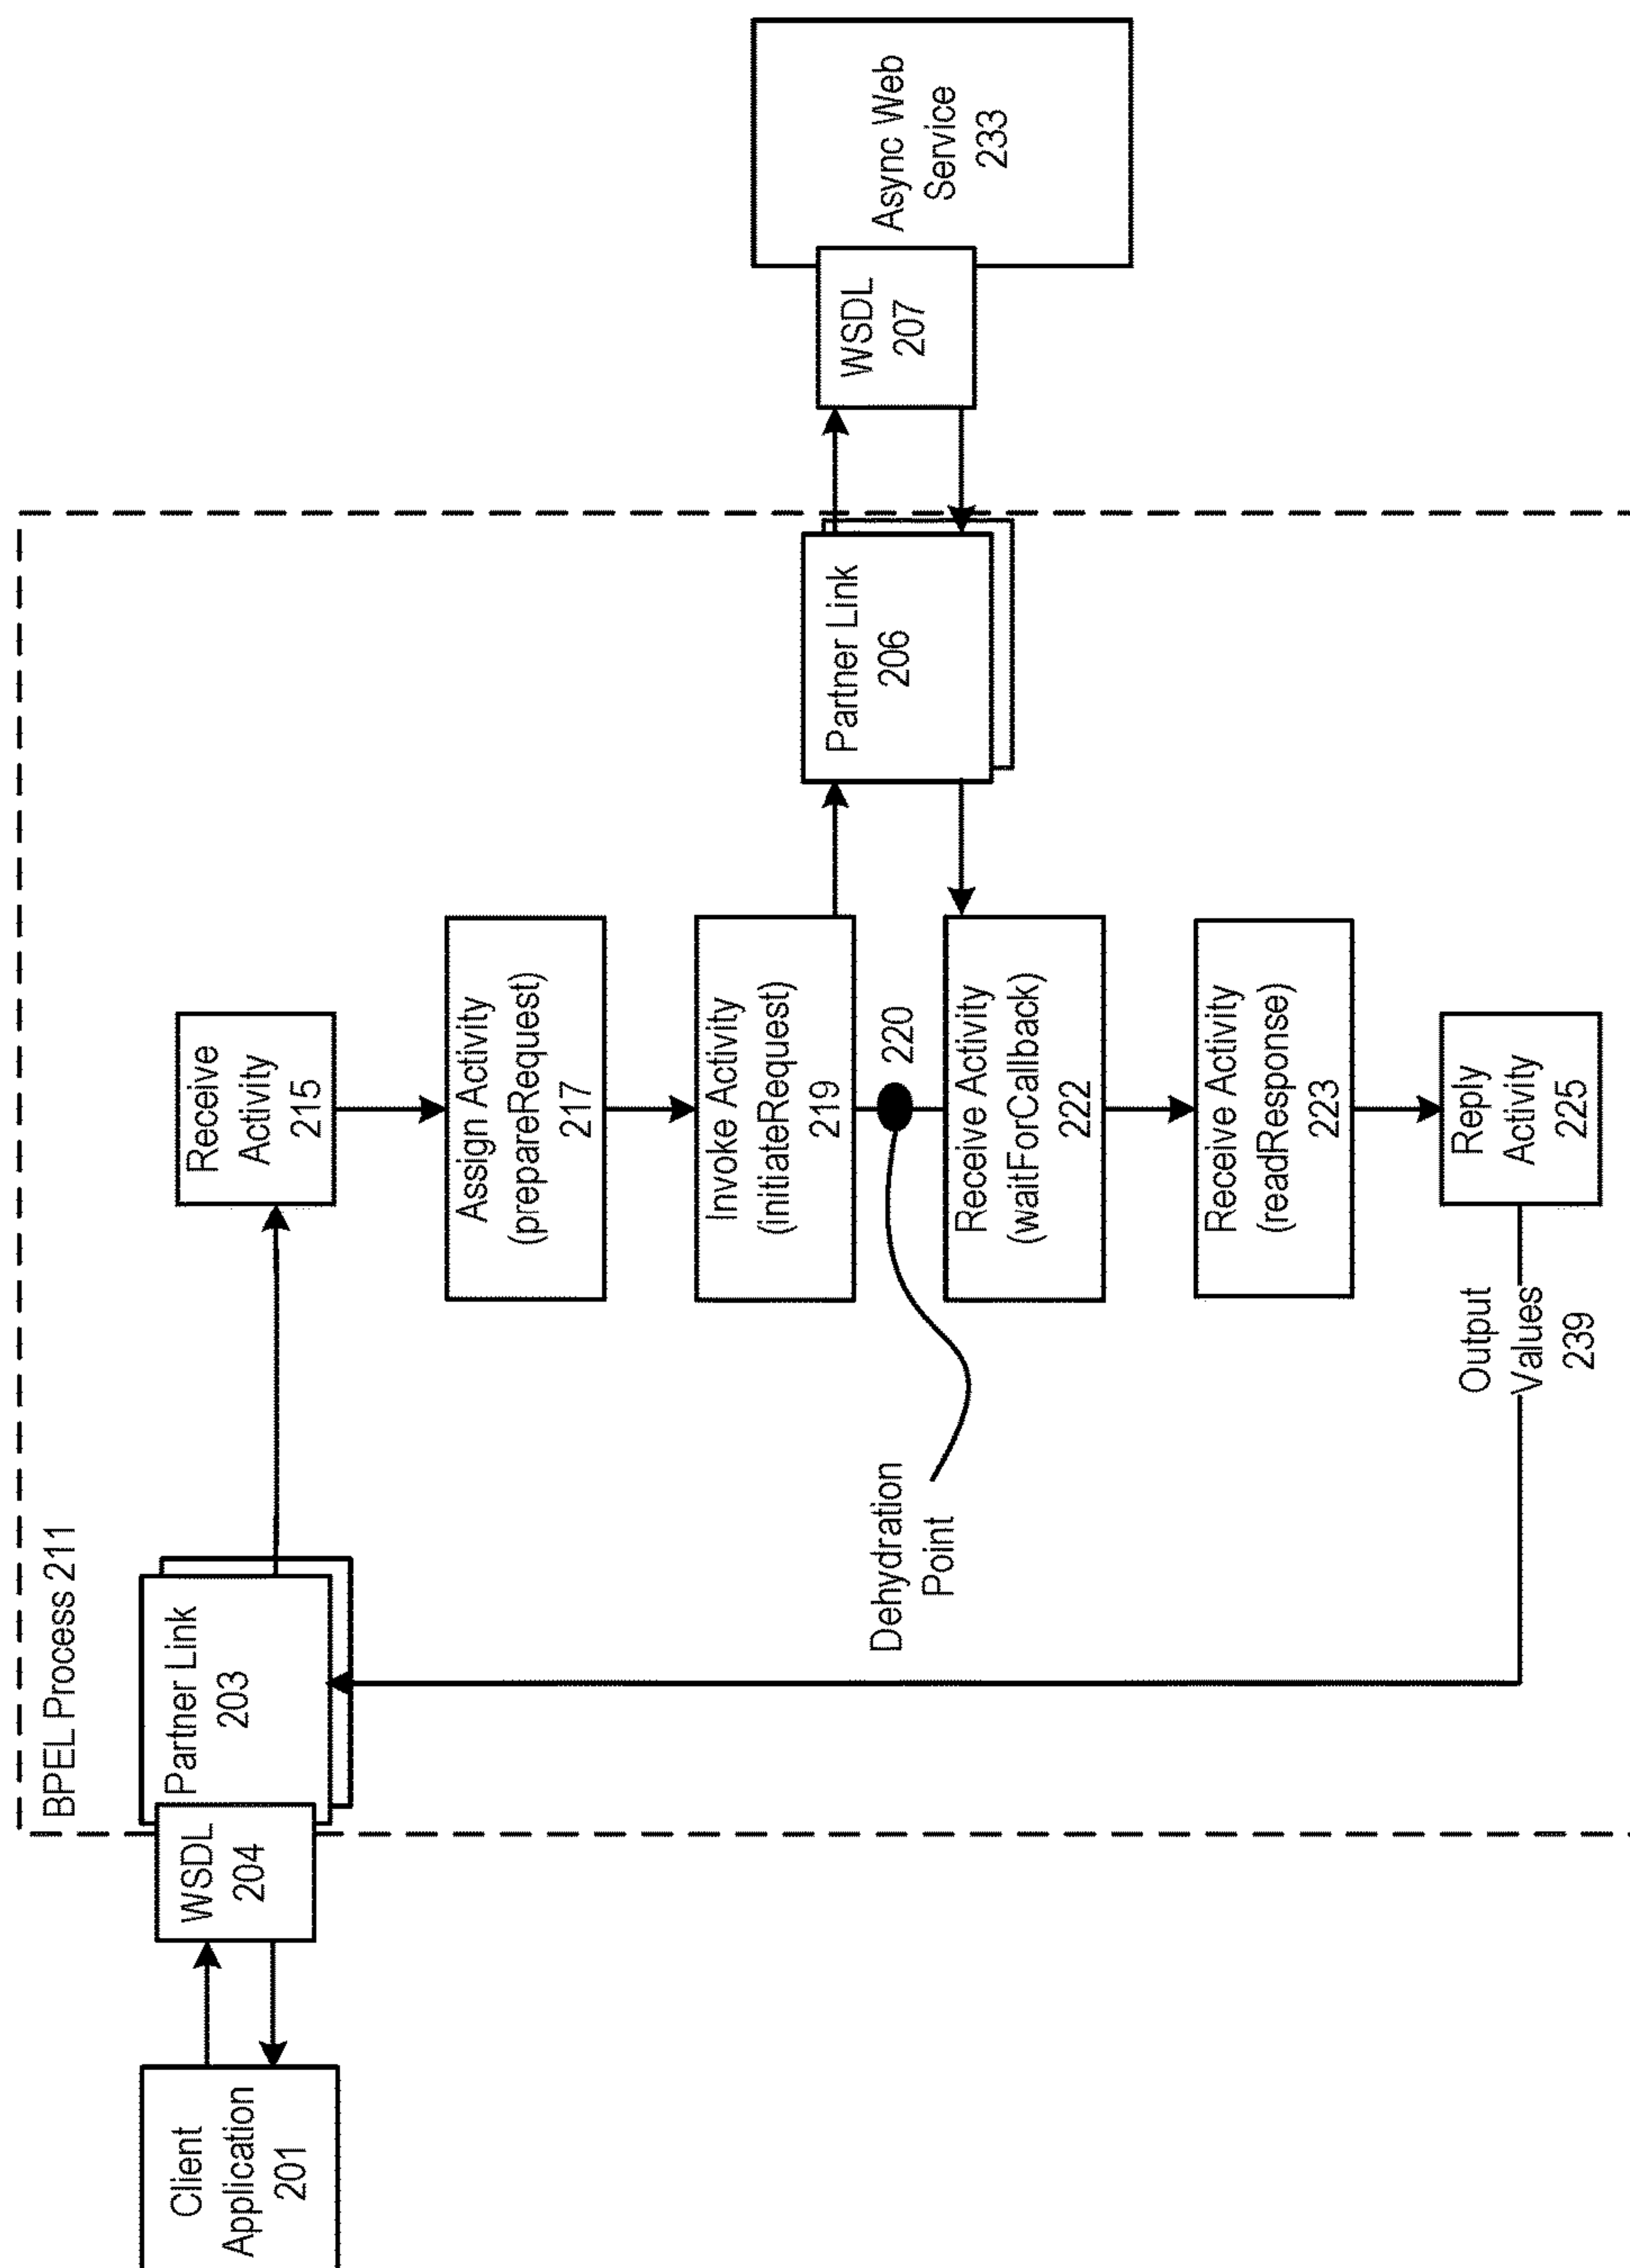 BPEL Process 211
Client
Application
201
WSDL
204
Partner Link
203
Receive
Activity
215
Assign Activity
(prepareRequest)
217
Invoke Activity
(initiateRequest)
219
220
Dehydration
Point
Receive Activity
(waitForCallback)
222
Receive Activity
(readResponse)
223
Reply
Activity
225
Output
Values
239
Partner Link
206
WSDL
207
Async Web
Service
233